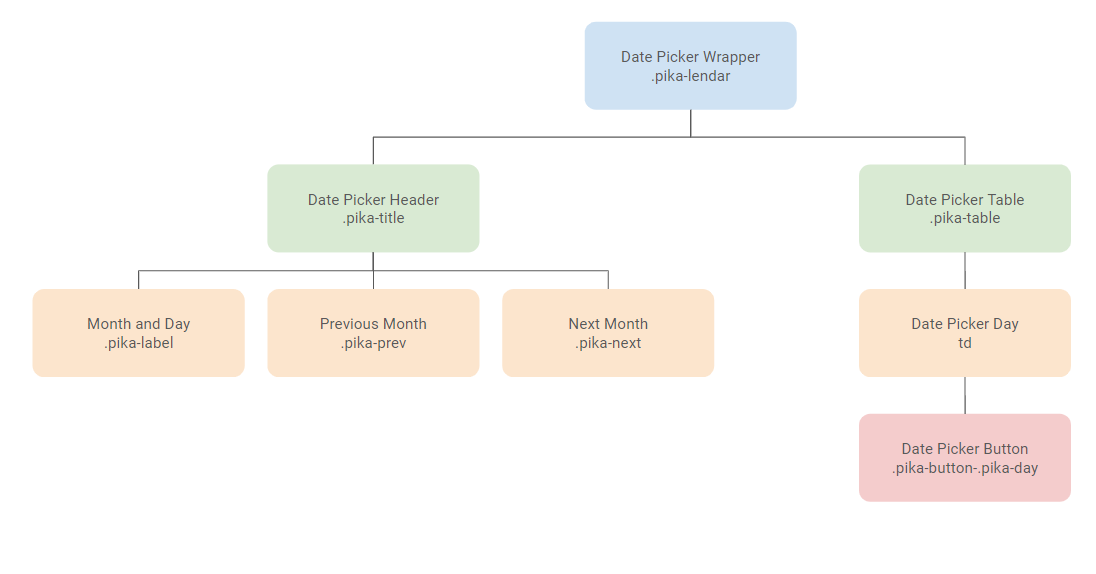 Date Picker Wrapper
.pika-lendar
Date Picker Header
.pika-title
Date Picker Table
.pika-table
Month and Day
.pika-label
Previous Month
.pika-prev
Next Month
.pika-next
Date Picker Day
td
Date Picker Button
.pika-button-.pika-day